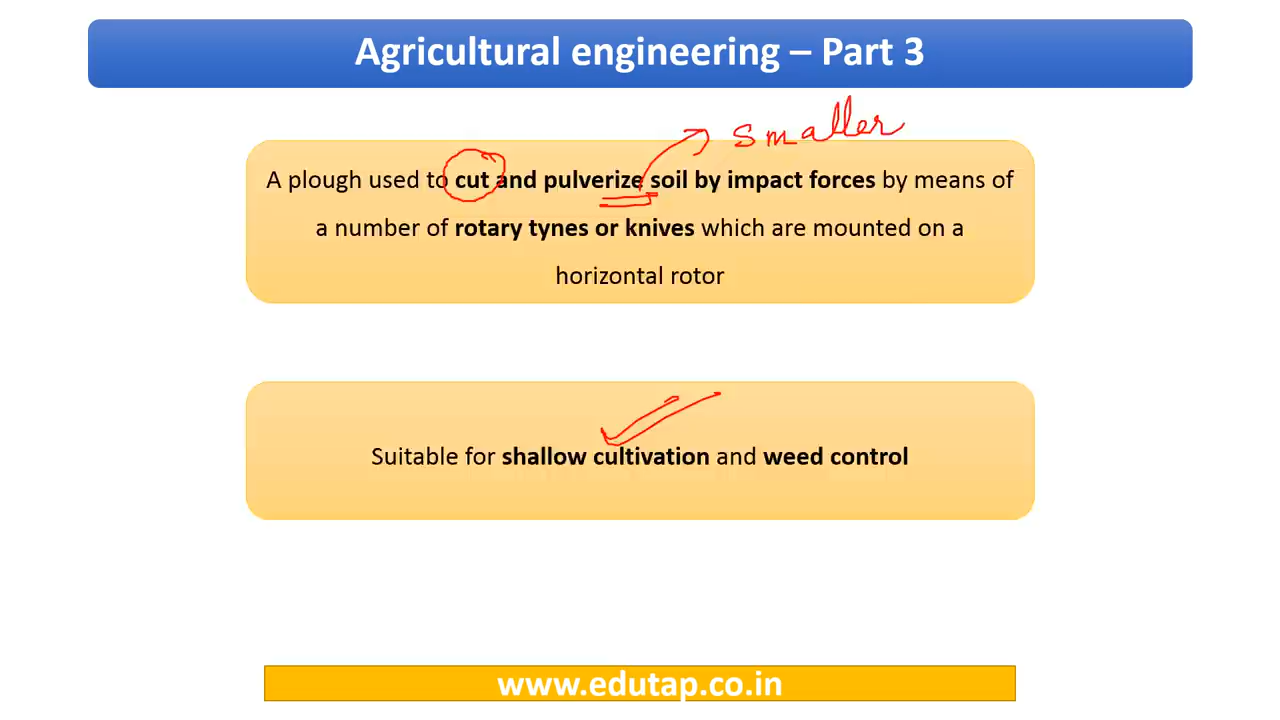 Agricultural engineering – Part 3
smaller
A plough used to cut and pulverize soil by impact forces by means of
a number of rotary tynes or knives which are mounted on a
horizontal rotor
Suitable for shallow cultivation and weed control
www.edutap.co.in